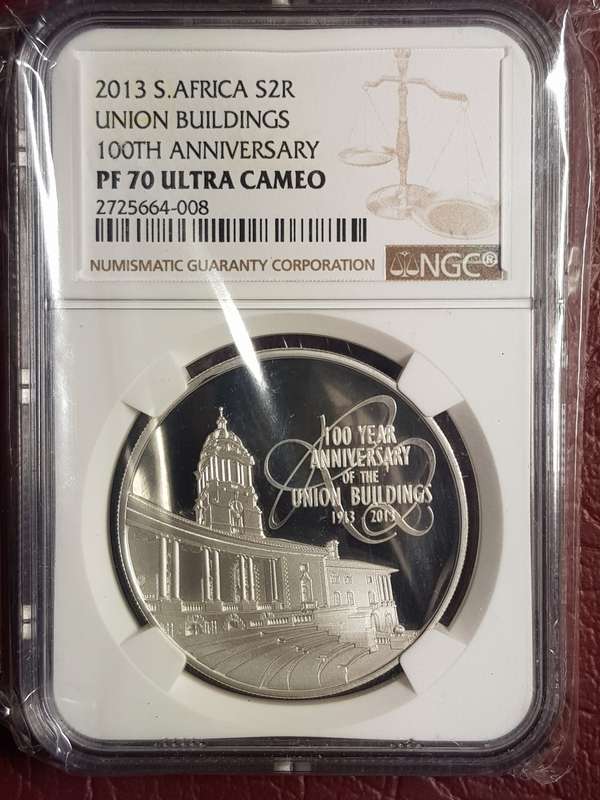 2013 S.AFRICA S2R
UNION BUILDINGS
100TH ANNIVERSARY
PF 70 ULTRA CAMEO
2725664-008
NUMISMATIC GUARANTY CORPORATION
NGC®
100 YEAR
ANNIVERSARY
OF THE
UNION BUILDINGS
1913 2013